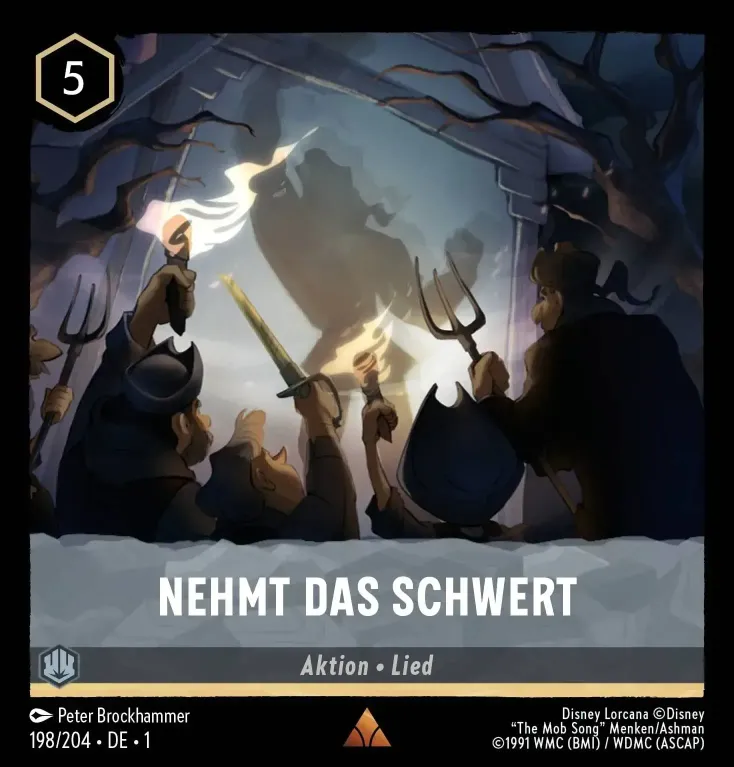 5
NEHMT DAS SCHWERT
Aktion • Lied
Peter Brockhammer
198/204 • DE • 1
Disney Lorcana ©Disney
“The Mob Song” Menken/Ashman
©1991 WMC (BMI) / WDMC (ASCAP)